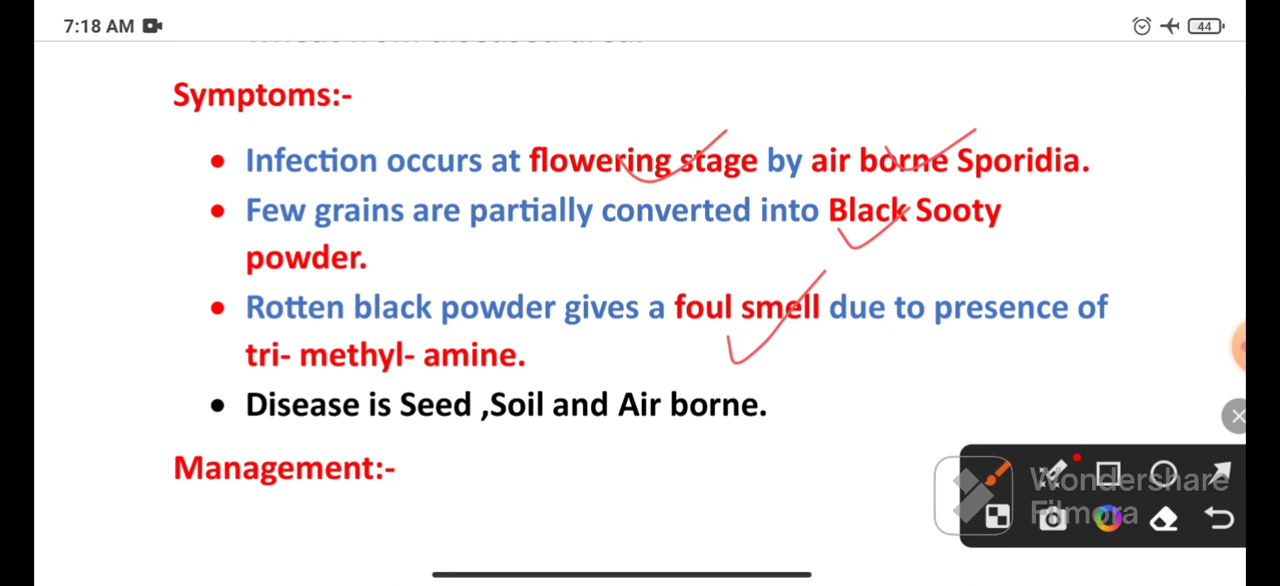 7:18 AM
44
Symptoms:-
• Infection occurs at flowering stage by air borne Sporidia.
• Few grains are partially converted into Black Sooty
powder.
• Rotten black powder gives a foul smell due to presence of
tri- methyl- amine.
• Disease is Seed ,Soil and Air borne.
Management:-
Wondershare
Filmora